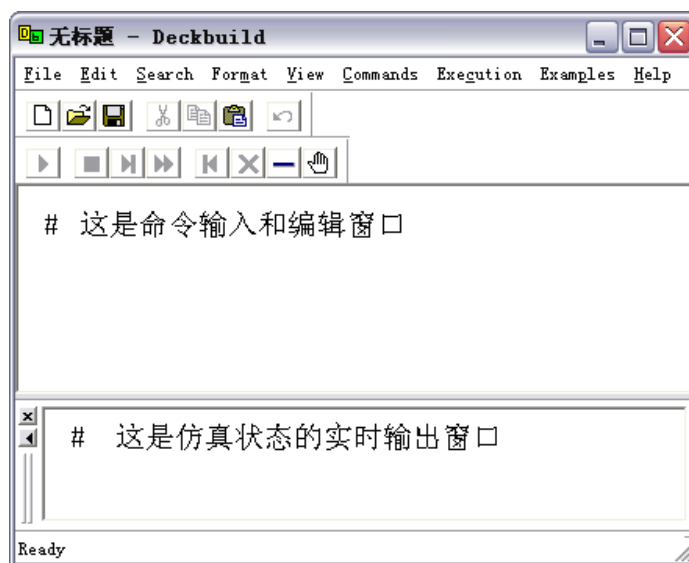 无标题 - Deckbuild
File Edit Search Format View Commands Execution Examples Help
# 这是命令输入和编辑窗口
# 这是仿真状态的实时输出窗口
Ready